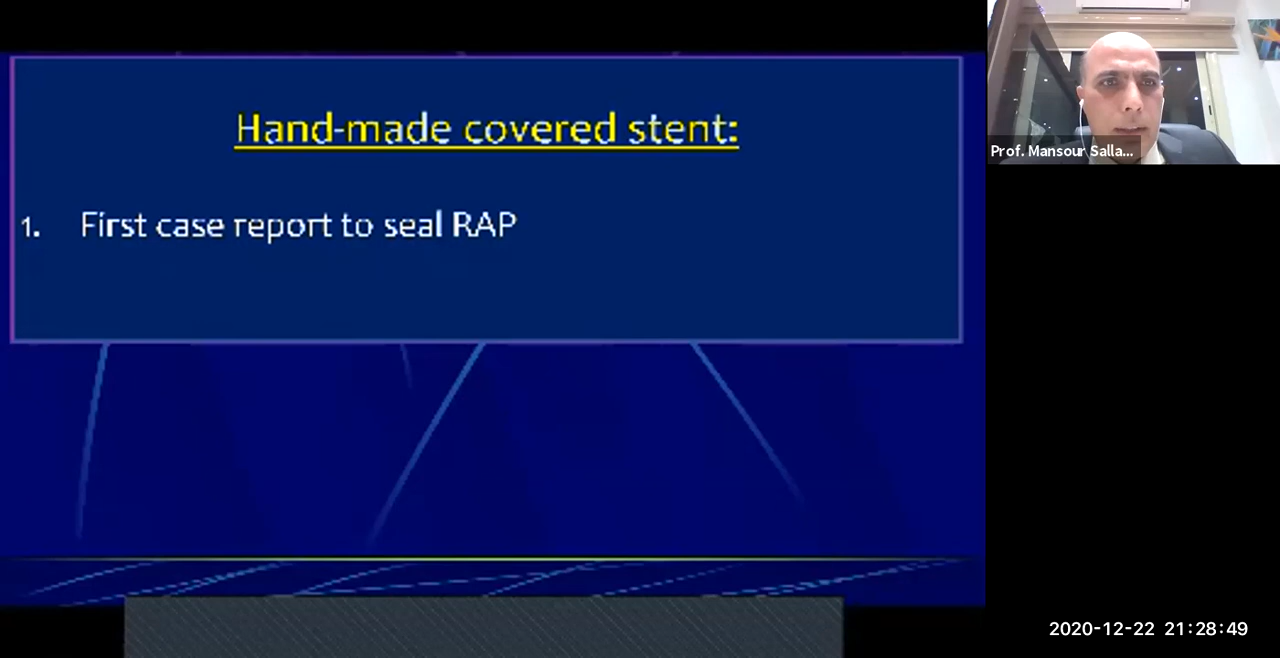 Hand-made covered stent:
1. First case report to seal RAP
Prof. Mansour Salla...
2020-12-22 21:28:49